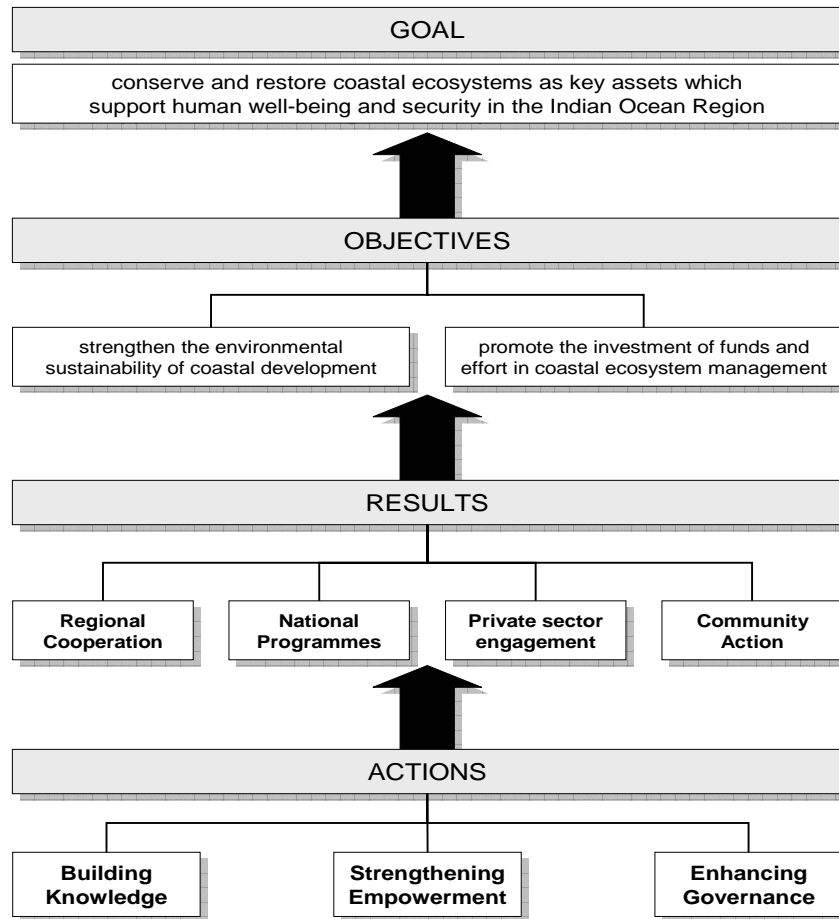 GOAL
conserve and restore coastal ecosystems as key assets which
support human well-being and security in the Indian Ocean Region
OBJECTIVES
strengthen the environmental
sustainability of coastal development
promote the investment of funds and
effort in coastal ecosystem management
RESULTS
Regional
Cooperation
National
Programmes
Private sector
engagement
Community
Action
ACTIONS
Building
Knowledge
Strengthening
Empowerment
Enhancing
Governance